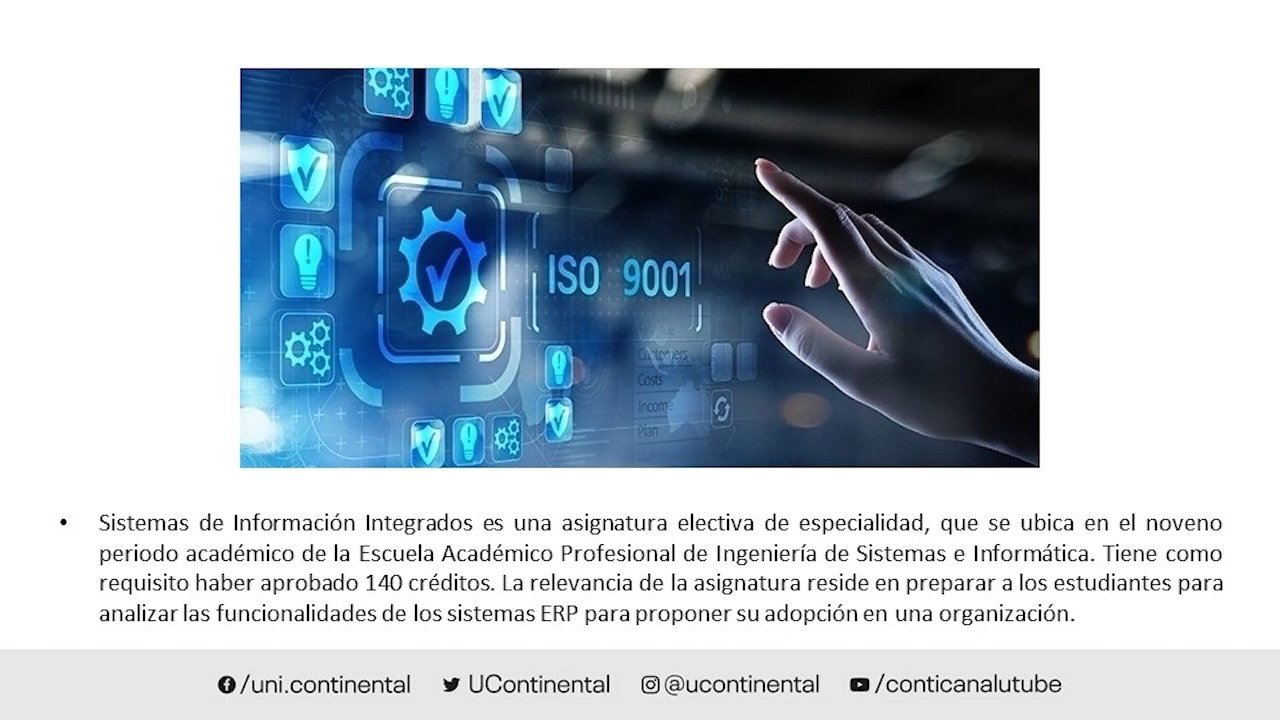 ISO 9001
Customers
Costs
Income
Plan
• Sistemas de Información Integrados es una asignatura electiva de especialidad, que se ubica en el noveno
periodo académico de la Escuela Académico Profesional de Ingeniería de Sistemas e Informática. Tiene como
requisito haber aprobado 140 créditos. La relevancia de la asignatura reside en preparar a los estudiantes para
analizar las funcionalidades de los sistemas ERP para proponer su adopción en una organización.
/uni.continental UContinental @ucontinental /conticanalutube